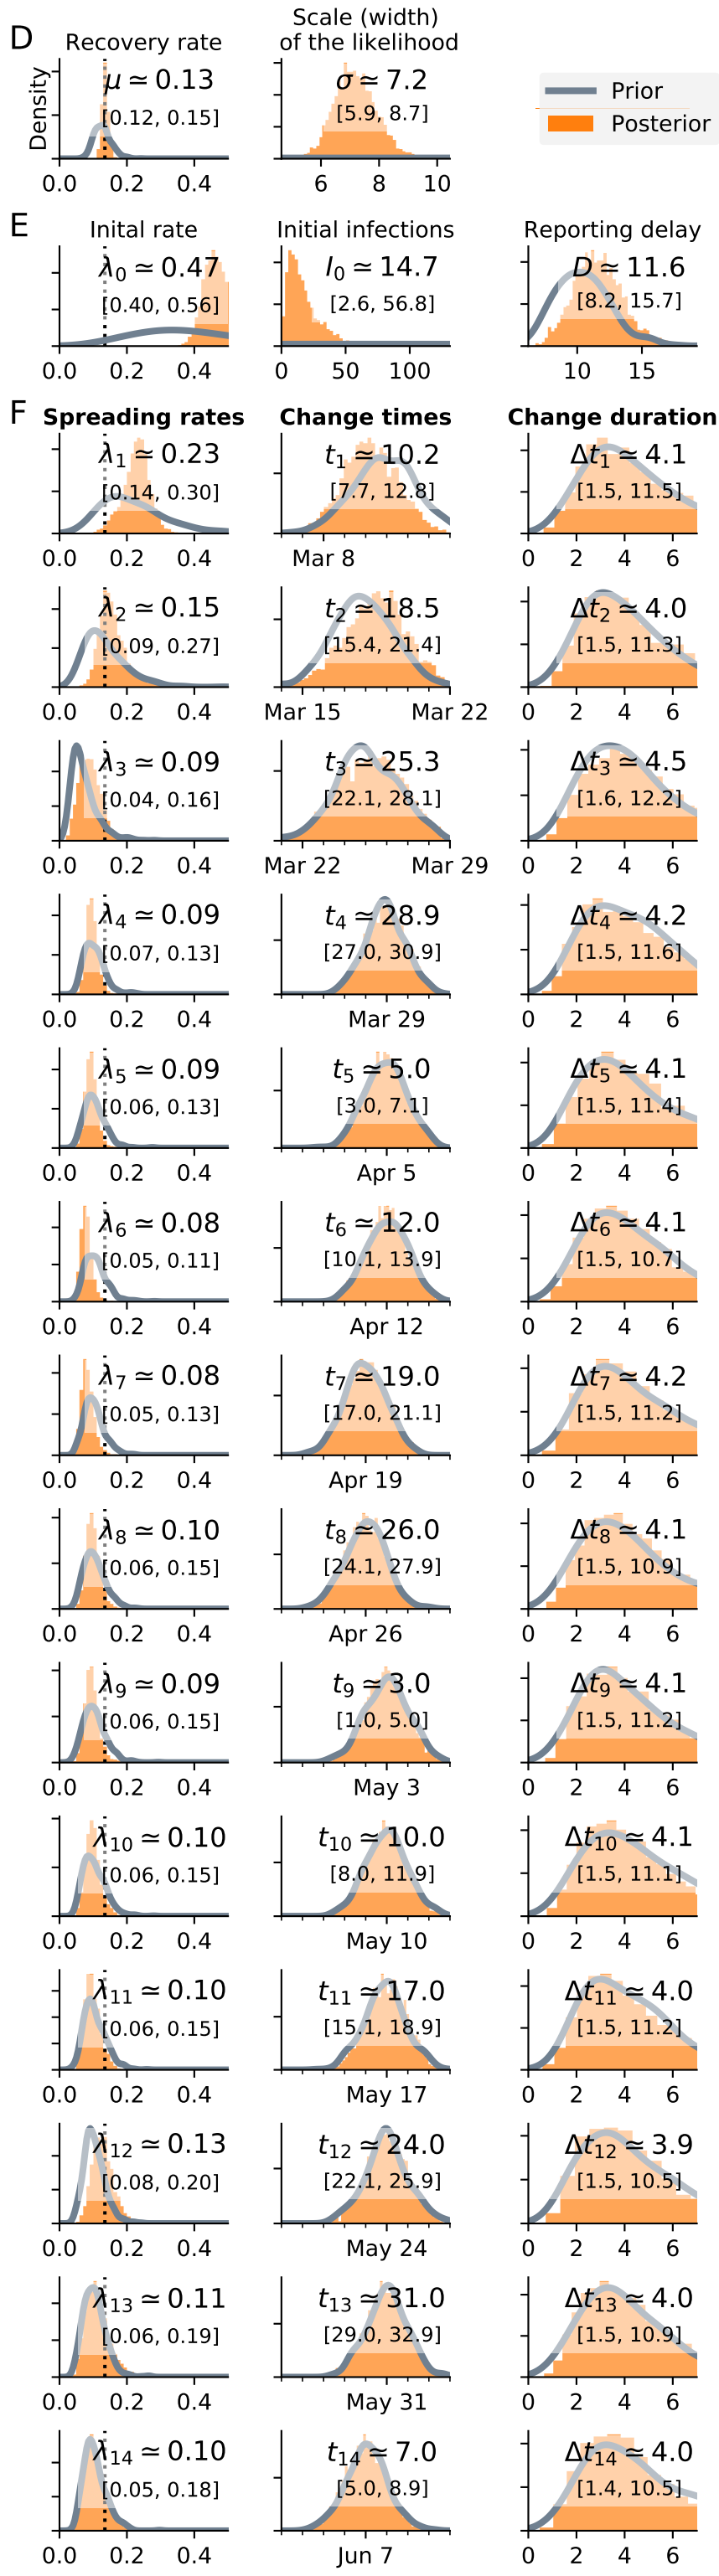 D
Recovery rate
Scale (width)
of the likelihood
Density
μ ≃ 0.13
[0.12, 0.15]
σ ≃ 7.2
[5.9, 8.7]
Prior
Posterior
0.0 0.2 0.4
6 8 10
E
Inital rate
Initial infections
Reporting delay
λ0 ≃ 0.47
[0.40, 0.56]
I0 ≃ 14.7
[2.6, 56.8]
D ≃ 11.6
[8.2, 15.7]
0.0 0.2 0.4
0 50 100
10 15
F
Spreading rates
Change times
Change duration
λ1 ≃ 0.23
[0.14, 0.30]
t1 ≃ 10.2
[7.7, 12.8]
Δt1 ≃ 4.1
[1.5, 11.5]
0.0 0.2 0.4
Mar 8
0 2 4 6
λ2 ≃ 0.15
[0.09, 0.27]
t2 ≃ 18.5
[15.4, 21.4]
Δt2 ≃ 4.0
[1.5, 11.3]
0.0 0.2 0.4
Mar 15 Mar 22
0 2 4 6
λ3 ≃ 0.09
[0.04, 0.16]
t3 ≃ 25.3
[22.1, 28.1]
Δt3 ≃ 4.5
[1.6, 12.2]
0.0 0.2 0.4
Mar 22 Mar 29
0 2 4 6
λ4 ≃ 0.09
[0.07, 0.13]
t4 ≃ 28.9
[27.0, 30.9]
Δt4 ≃ 4.2
[1.5, 11.6]
0.0 0.2 0.4
Mar 29
0 2 4 6
λ5 ≃ 0.09
[0.06, 0.13]
t5 ≃ 5.0
[3.0, 7.1]
Δt5 ≃ 4.1
[1.5, 11.4]
0.0 0.2 0.4
Apr 5
0 2 4 6
λ6 ≃ 0.08
[0.05, 0.11]
t6 ≃ 12.0
[10.1, 13.9]
Δt6 ≃ 4.1
[1.5, 10.7]
0.0 0.2 0.4
Apr 12
0 2 4 6
λ7 ≃ 0.08
[0.05, 0.13]
t7 ≃ 19.0
[17.0, 21.1]
Δt7 ≃ 4.2
[1.5, 11.2]
0.0 0.2 0.4
Apr 19
0 2 4 6
λ8 ≃ 0.10
[0.06, 0.15]
t8 ≃ 26.0
[24.1, 27.9]
Δt8 ≃ 4.1
[1.5, 10.9]
0.0 0.2 0.4
Apr 26
0 2 4 6
λ9 ≃ 0.09
[0.06, 0.15]
t9 ≃ 3.0
[1.0, 5.0]
Δt9 ≃ 4.1
[1.5, 11.2]
0.0 0.2 0.4
May 3
0 2 4 6
λ10 ≃ 0.10
[0.06, 0.15]
t10 ≃ 10.0
[8.0, 11.9]
Δt10 ≃ 4.1
[1.5, 11.1]
0.0 0.2 0.4
May 10
0 2 4 6
λ11 ≃ 0.10
[0.06, 0.15]
t11 ≃ 17.0
[15.1, 18.9]
Δt11 ≃ 4.0
[1.5, 11.2]
0.0 0.2 0.4
May 17
0 2 4 6
λ12 ≃ 0.13
[0.08, 0.20]
t12 ≃ 24.0
[22.1, 25.9]
Δt12 ≃ 3.9
[1.5, 10.5]
0.0 0.2 0.4
May 24
0 2 4 6
λ13 ≃ 0.11
[0.06, 0.19]
t13 ≃ 31.0
[29.0, 32.9]
Δt13 ≃ 4.0
[1.5, 10.9]
0.0 0.2 0.4
May 31
0 2 4 6
λ14 ≃ 0.10
[0.05, 0.18]
t14 ≃ 7.0
[5.0, 8.9]
Δt14 ≃ 4.0
[1.4, 10.5]
0.0 0.2 0.4
Jun 7
0 2 4 6